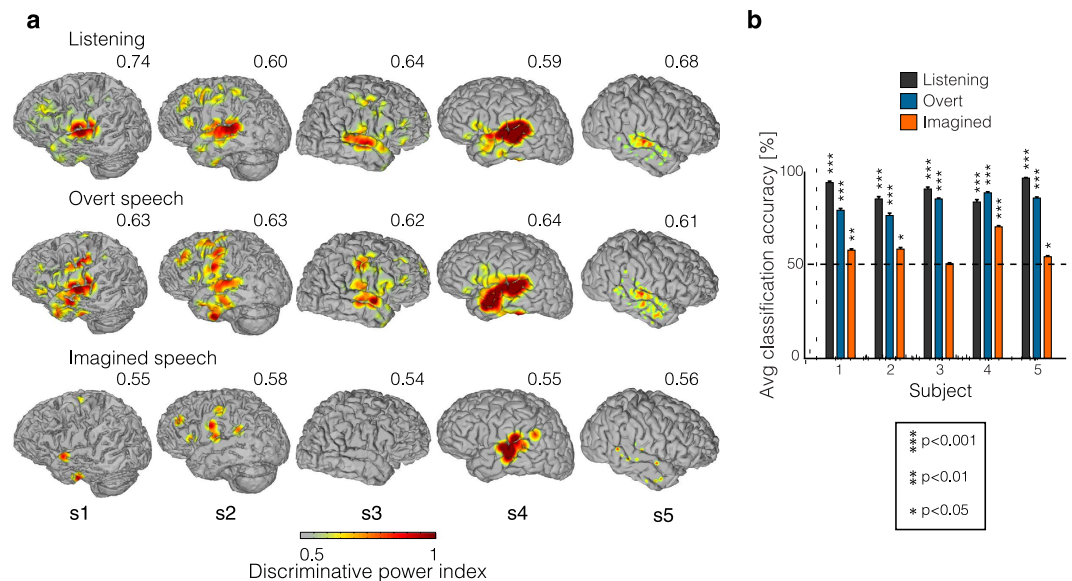 a
Listening
0.74 0.60 0.64 0.59 0.68
Overt speech
0.63 0.63 0.62 0.64 0.61
Imagined speech
0.55 0.58 0.54 0.55 0.56
s1 s2 s3 s4 s5
0.5 1
Discriminative power index
b
Listening
Overt
Imagined
Avg classification accuracy [%]
100
50
0
*** *** **
*** *** *
*** ***
*** *** ***
*** *** *
1 2 3 4 5
Subject
*** p<0.001
** p<0.01
* p<0.05